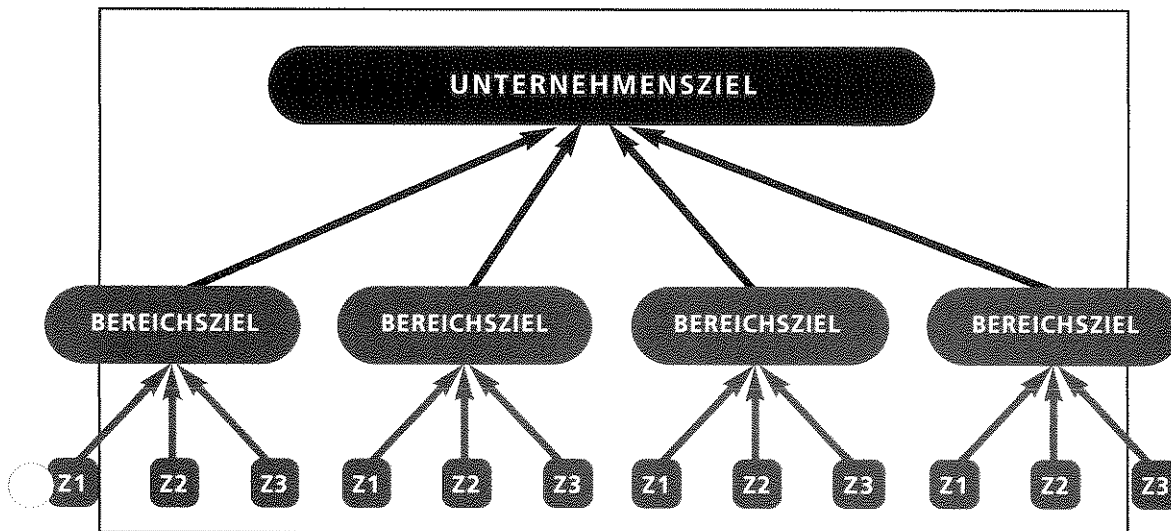 UNTERNEHMENSZIEL
BEREICHSZIEL BEREICHSZIEL BEREICHSZIEL BEREICHSZIEL
Z1 Z2 Z3 Z1 Z2 Z3 Z1 Z2 Z3 Z1 Z2 Z3